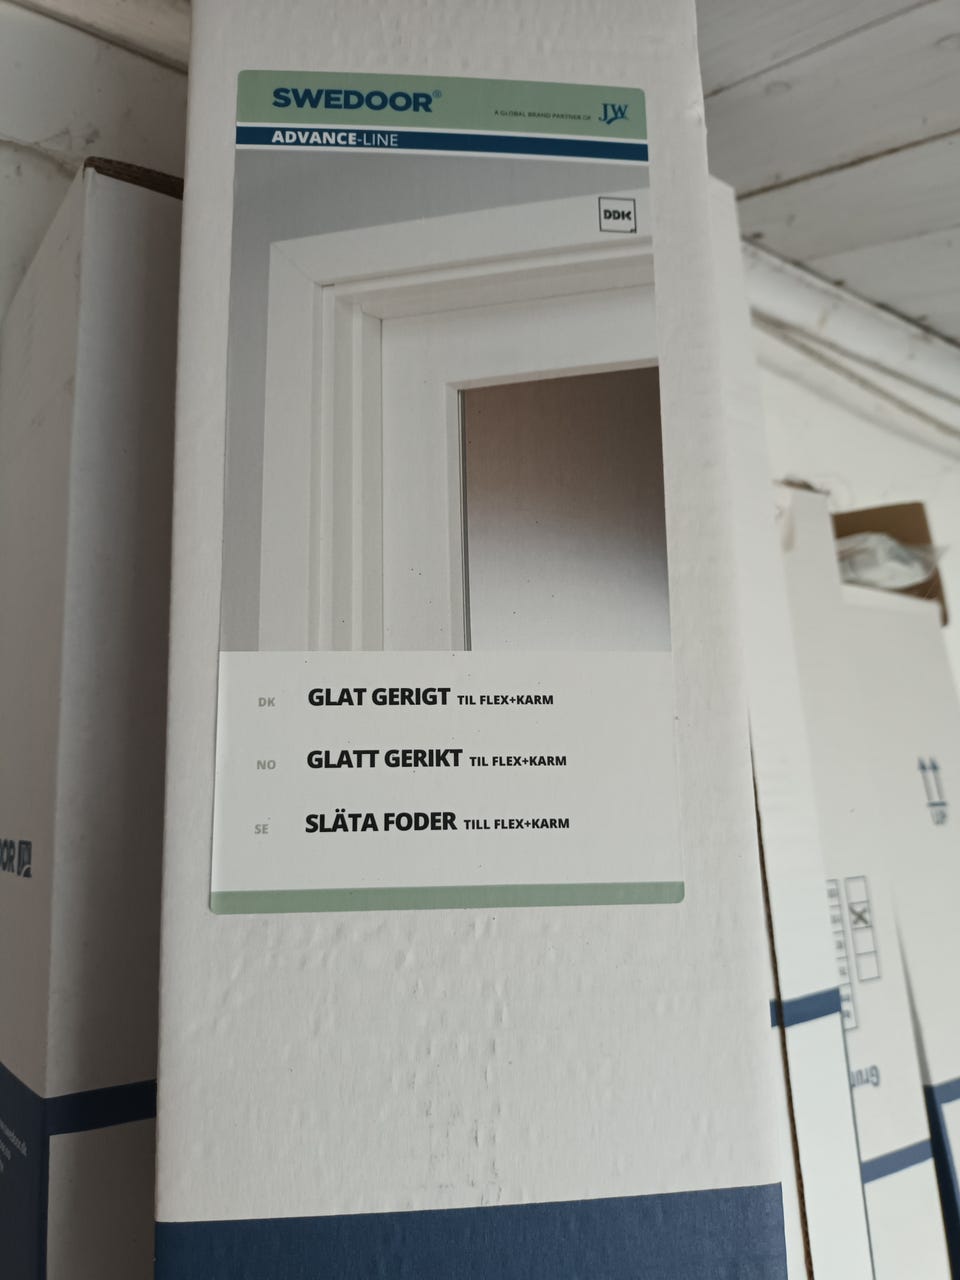 SWEDOOR®
A GLOBAL BRAND PARTNER OF JW
ADVANCE-LINE
DDK
DK GLAT GERIGT TIL FLEX+KARM
NO GLATT GERIKT TIL FLEX+KARM
SE SLÄTA FODER TILL FLEX+KARM
UP